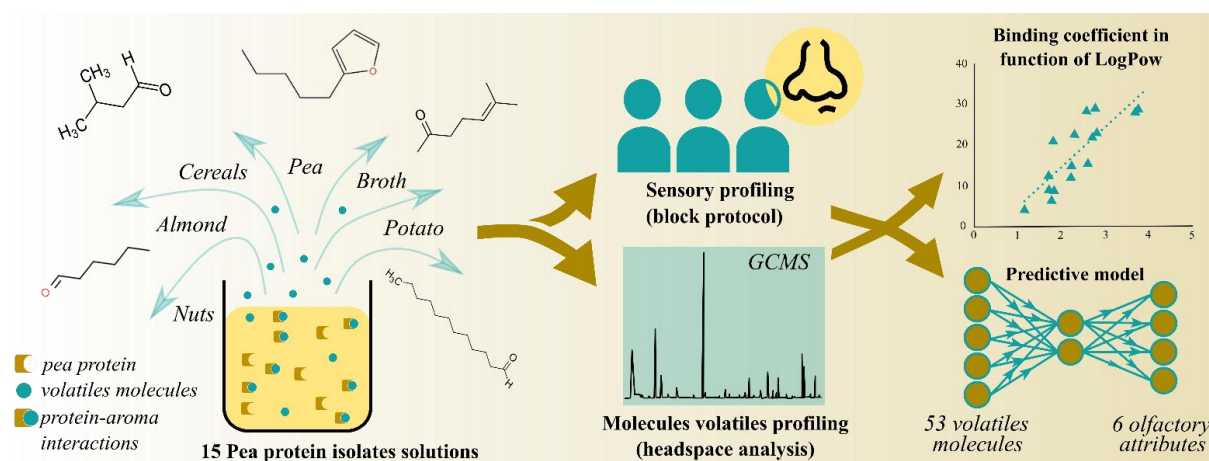 CH₃
H₃C
H
O
O
O
O
H₃C
O
H
Cereals
Pea
Broth
Almond
Potato
Nuts
pea protein
volatiles molecules
protein-aroma
interactions
15 Pea protein isolates solutions
Sensory profiling
(block protocol)
GCMS
Molecules volatiles profiling
(headspace analysis)
Binding coefficient in
function of LogPow
40
30
20
10
0
0
1
2
3
4
5
Predictive model
53 volatiles
molecules
6 olfactory
attributes